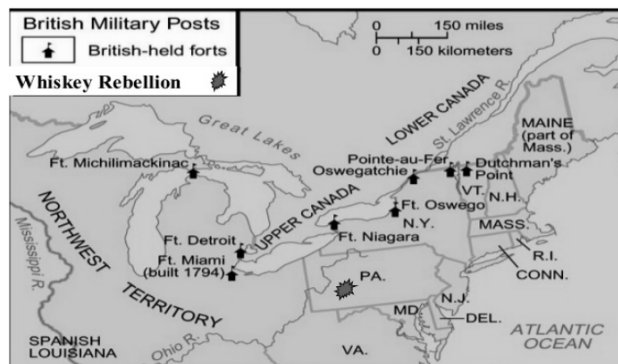 British Military Posts
British-held forts
Whiskey Rebellion
0
150 miles
0
150 kilometers
LOWER CANADA
St. Lawrence R.
MAINE
(part of
Mass.)
Great Lakes
Ft. Michilimackinac
Pointe-au-Fer
Oswegatchie
Dutchman's
Point
VT.
N.H.
UPPER CANADA
Ft. Oswego
N.Y.
MASS.
NORTHWEST
TERRITORY
Mississippi R.
Ft. Detroit
Ft. Niagara
R.I.
CONN.
Ft. Miami
(built 1794)
PA.
N.J.
MD.
DEL.
SPANISH
LOUISIANA
Ohio R.
VA.
ATLANTIC
OCEAN